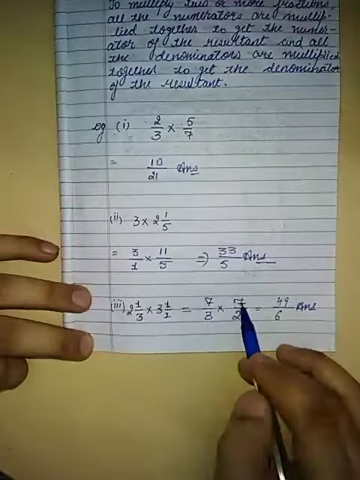 To multiply two or more fractions,
all the numerators are multip-
lied together to get the numer-
ator of the resultant and all
the denominators are multiplied
together to get the denominator
of the resultant.
eg (i) 2/3 × 5/7
= 10/21 Ans
(ii) 3 × 2 1/5
= 3/1 × 11/5 ⇒ 33/5 Ans
(iii) 2 1/3 × 3 1/2 = 7/3 × 7/2 = 49/6 Ans